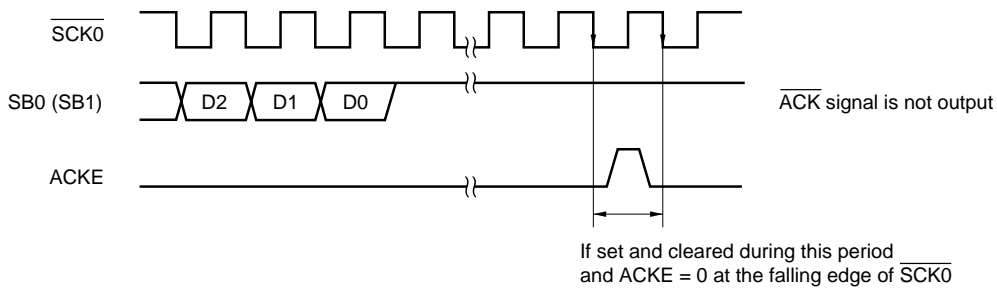 SCK0
SB0 (SB1)
D2
D1
D0
ACK signal is not output
ACKE
If set and cleared during this period
and ACKE = 0 at the falling edge of SCK0